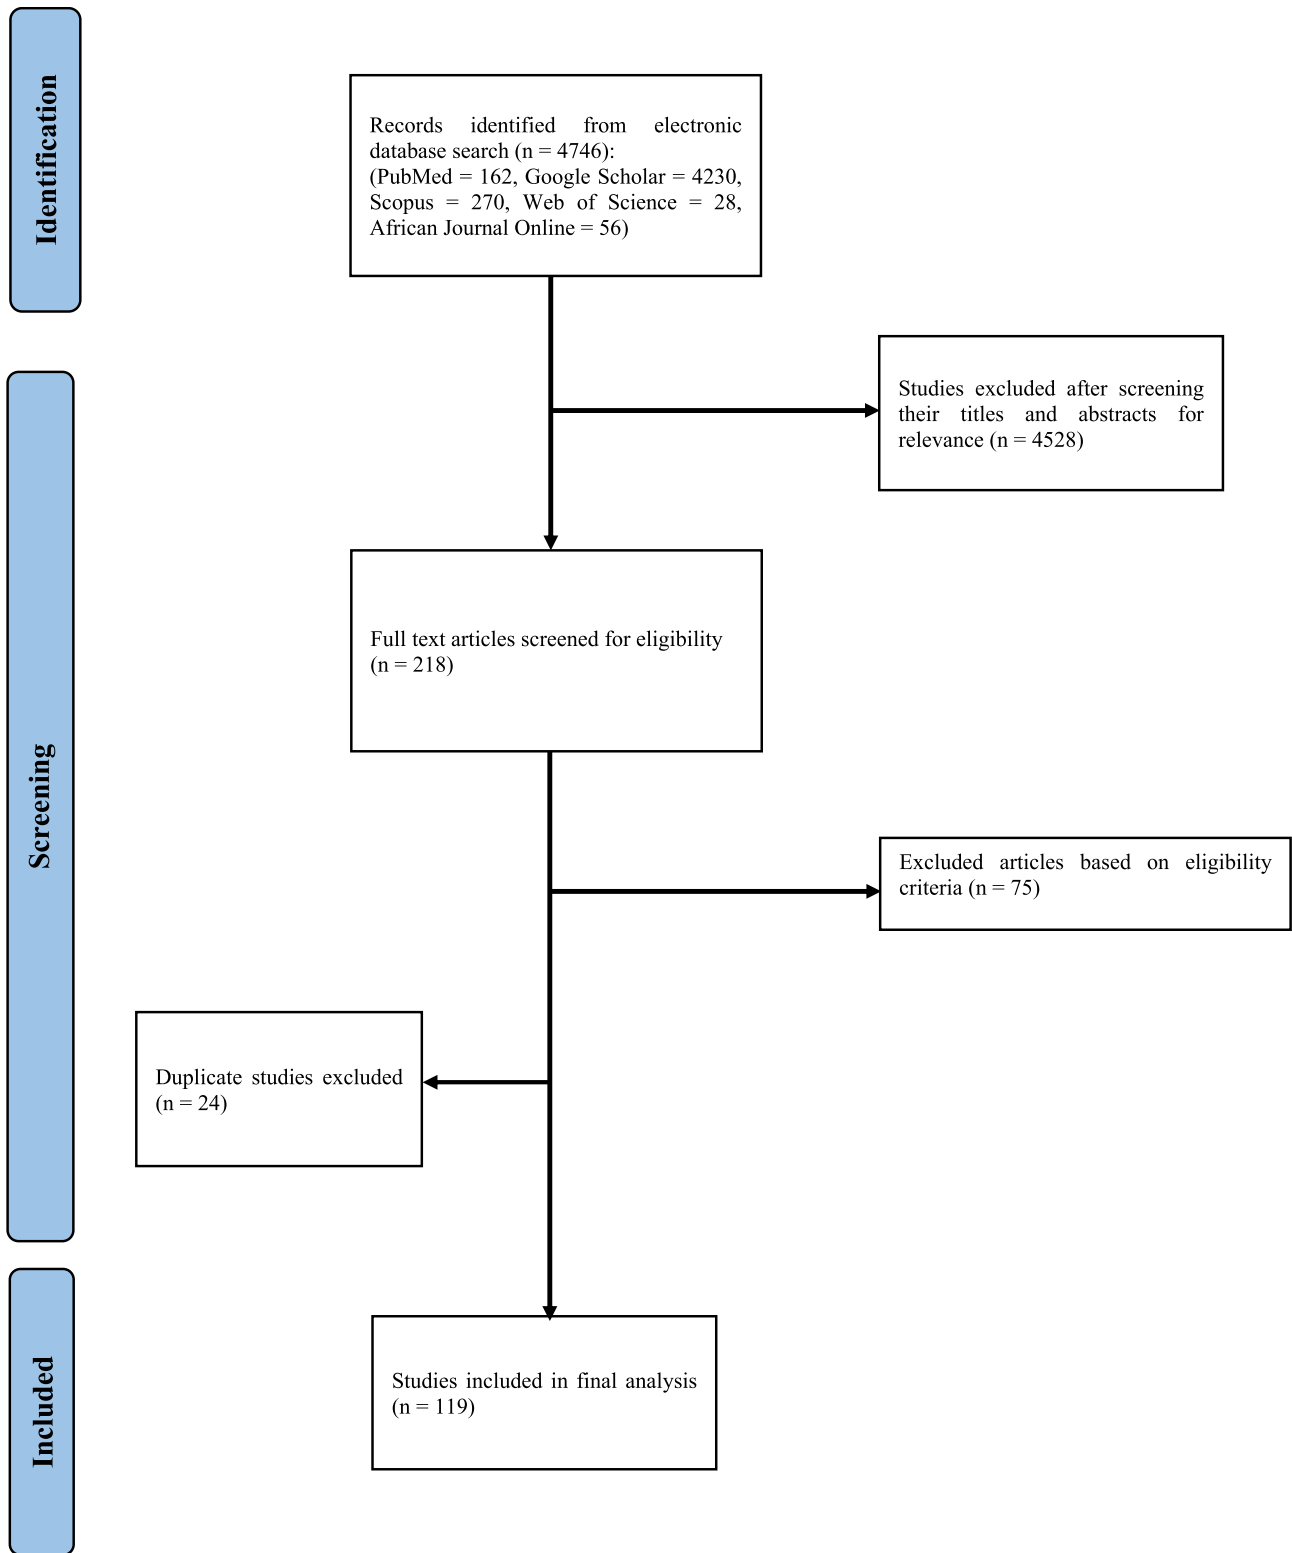 Identification
Records identified from electronic
database search (n = 4746):
(PubMed = 162, Google Scholar = 4230,
Scopus = 270, Web of Science = 28,
African Journal Online = 56)
Studies excluded after screening
their titles and abstracts for
relevance (n = 4528)
Screening
Full text articles screened for eligibility
(n = 218)
Excluded articles based on eligibility
criteria (n = 75)
Duplicate studies excluded
(n = 24)
Included
Studies included in final analysis
(n = 119)